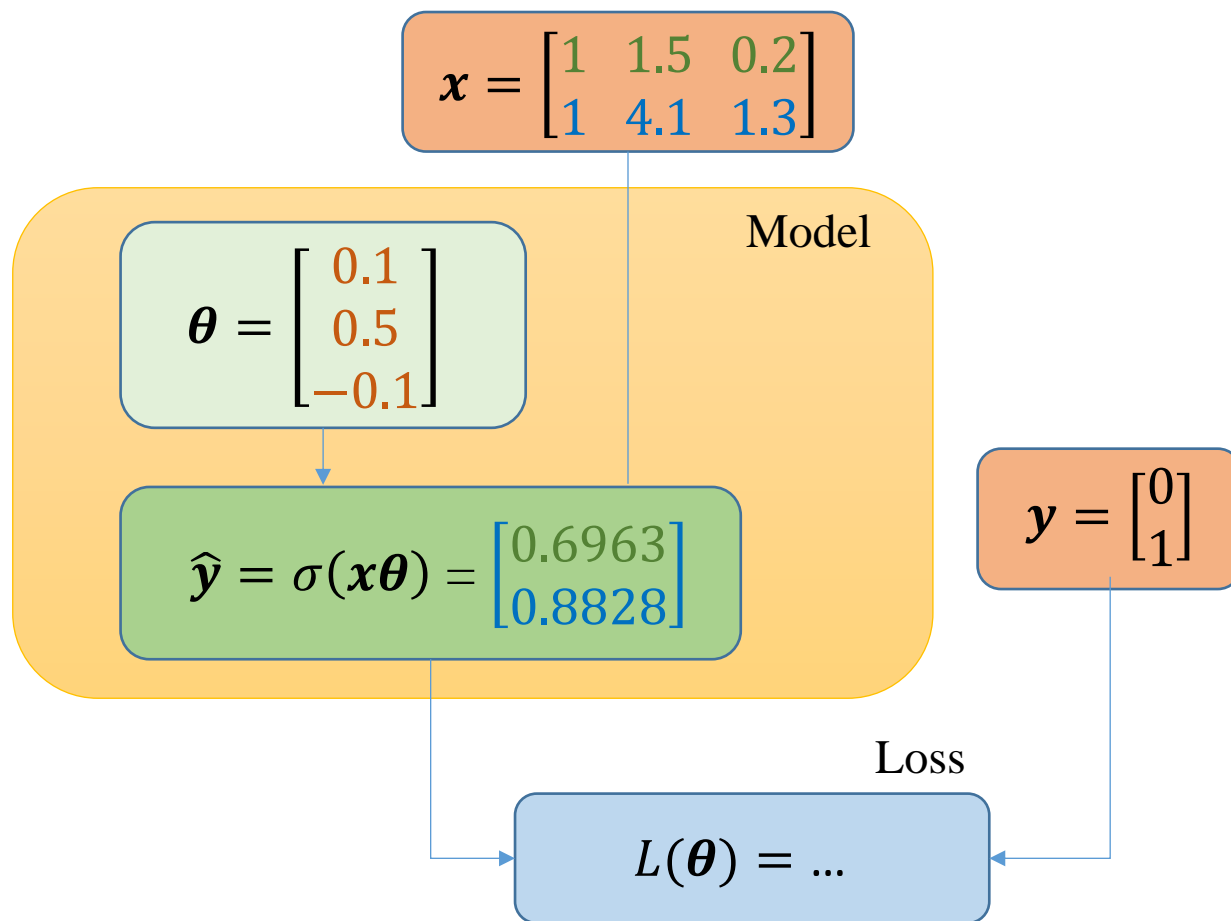 x = [1 1.5 0.2
1 4.1 1.3]
Model
θ = [0.1
0.5
−0.1]
ŷ = σ(xθ) = [0.6963
0.8828]
y = [0
1]
Loss
L(θ) = ...